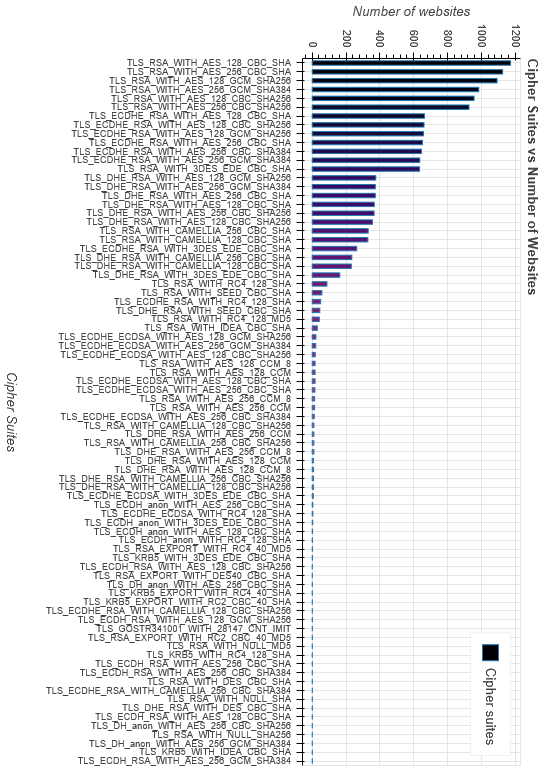 Number of websites
0 200 400 600 800 1000 1200
Cipher Suites vs Number of Websites
TLS_RSA_WITH_AES_128_CBC_SHA
TLS_RSA_WITH_AES_256_CBC_SHA
TLS_RSA_WITH_AES_128_GCM_SHA256
TLS_RSA_WITH_AES_256_GCM_SHA384
TLS_RSA_WITH_AES_128_CBC_SHA256
TLS_RSA_WITH_AES_256_CBC_SHA256
TLS_ECDHE_RSA_WITH_AES_128_CBC_SHA
TLS_ECDHE_RSA_WITH_AES_128_CBC_SHA256
TLS_ECDHE_RSA_WITH_AES_128_GCM_SHA256
TLS_ECDHE_RSA_WITH_AES_256_CBC_SHA
TLS_ECDHE_RSA_WITH_AES_256_CBC_SHA384
TLS_ECDHE_RSA_WITH_AES_256_GCM_SHA384
TLS_RSA_WITH_3DES_EDE_CBC_SHA
TLS_DHE_RSA_WITH_AES_128_GCM_SHA256
TLS_DHE_RSA_WITH_AES_256_GCM_SHA384
TLS_DHE_RSA_WITH_AES_256_CBC_SHA
TLS_DHE_RSA_WITH_AES_128_CBC_SHA
TLS_DHE_RSA_WITH_AES_256_CBC_SHA256
TLS_DHE_RSA_WITH_AES_128_CBC_SHA256
TLS_RSA_WITH_CAMELLIA_256_CBC_SHA
TLS_RSA_WITH_CAMELLIA_128_CBC_SHA
TLS_ECDHE_RSA_WITH_3DES_EDE_CBC_SHA
TLS_DHE_RSA_WITH_CAMELLIA_256_CBC_SHA
TLS_DHE_RSA_WITH_CAMELLIA_128_CBC_SHA
TLS_DHE_RSA_WITH_3DES_EDE_CBC_SHA
TLS_RSA_WITH_RC4_128_SHA
TLS_RSA_WITH_SEED_CBC_SHA
TLS_ECDHE_RSA_WITH_RC4_128_SHA
TLS_DHE_RSA_WITH_SEED_CBC_SHA
TLS_RSA_WITH_RC4_128_MD5
TLS_RSA_WITH_IDEA_CBC_SHA
TLS_ECDHE_ECDSA_WITH_AES_128_GCM_SHA256
TLS_ECDHE_ECDSA_WITH_AES_256_GCM_SHA384
TLS_ECDHE_ECDSA_WITH_AES_128_CBC_SHA256
TLS_RSA_WITH_AES_128_CCM_8
TLS_RSA_WITH_AES_128_CCM
TLS_ECDHE_ECDSA_WITH_AES_128_CBC_SHA
TLS_ECDHE_ECDSA_WITH_AES_256_CBC_SHA
TLS_RSA_WITH_AES_256_CCM_8
TLS_RSA_WITH_AES_256_CCM
TLS_ECDHE_ECDSA_WITH_AES_256_CBC_SHA384
TLS_RSA_WITH_CAMELLIA_128_CBC_SHA256
TLS_DHE_RSA_WITH_AES_256_CCM
TLS_RSA_WITH_CAMELLIA_256_CBC_SHA256
TLS_DHE_RSA_WITH_AES_256_CCM_8
TLS_DHE_RSA_WITH_AES_128_CCM
TLS_DHE_RSA_WITH_AES_128_CCM_8
TLS_DHE_RSA_WITH_CAMELLIA_256_CBC_SHA256
TLS_DHE_RSA_WITH_CAMELLIA_128_CBC_SHA256
TLS_ECDHE_ECDSA_WITH_3DES_EDE_CBC_SHA
TLS_ECDH_anon_WITH_AES_256_CBC_SHA
TLS_ECDHE_ECDSA_WITH_RC4_128_SHA
TLS_ECDH_anon_WITH_3DES_EDE_CBC_SHA
TLS_ECDH_anon_WITH_AES_128_CBC_SHA
TLS_ECDH_anon_WITH_RC4_128_SHA
TLS_RSA_EXPORT_WITH_RC4_40_MD5
TLS_KRB5_WITH_3DES_EDE_CBC_SHA
TLS_ECDH_RSA_WITH_AES_128_CBC_SHA256
TLS_RSA_EXPORT_WITH_DES40_CBC_SHA
TLS_DH_anon_WITH_AES_256_CBC_SHA
TLS_KRB5_EXPORT_WITH_RC4_40_SHA
TLS_KRB5_EXPORT_WITH_RC2_CBC_40_SHA
TLS_ECDHE_RSA_WITH_CAMELLIA_128_CBC_SHA256
TLS_ECDH_RSA_WITH_AES_128_GCM_SHA256
TLS_GOSTR341001_WITH_28147_CNT_IMIT
TLS_RSA_EXPORT_WITH_RC2_CBC_40_MD5
TLS_RSA_WITH_NULL_MD5
TLS_KRB5_WITH_RC4_128_SHA
TLS_ECDH_RSA_WITH_AES_256_CBC_SHA
TLS_ECDH_RSA_WITH_AES_256_CBC_SHA384
TLS_RSA_WITH_DES_CBC_SHA
TLS_ECDHE_RSA_WITH_CAMELLIA_256_CBC_SHA384
TLS_RSA_WITH_NULL_SHA
TLS_DHE_RSA_WITH_DES_CBC_SHA
TLS_ECDH_RSA_WITH_AES_128_CBC_SHA
TLS_DH_anon_WITH_AES_256_CBC_SHA256
TLS_RSA_WITH_NULL_SHA256
TLS_DH_anon_WITH_AES_256_GCM_SHA384
TLS_KRB5_WITH_IDEA_CBC_SHA
TLS_ECDH_RSA_WITH_AES_256_GCM_SHA384
Cipher Suites
Cipher suites